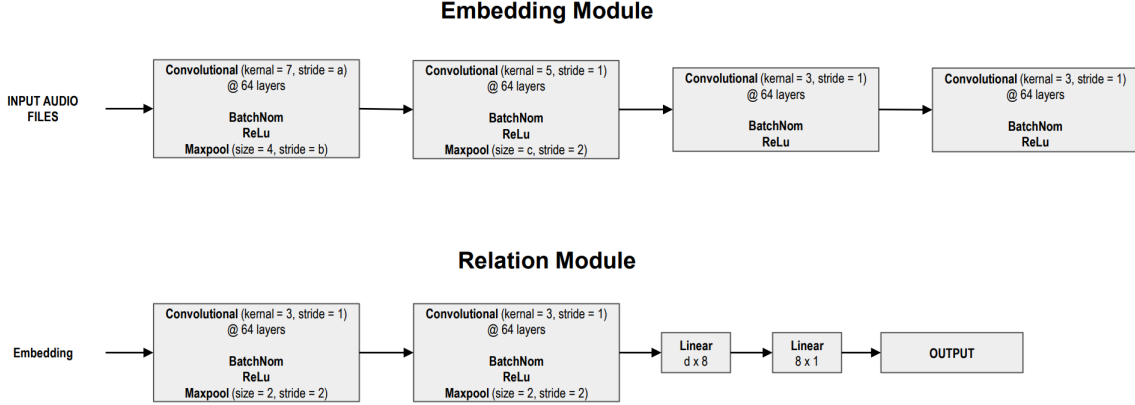 Embedding Module
INPUT AUDIO
FILES
Convolutional (kernal = 7, stride = a)
@ 64 layers
BatchNom
ReLu
Maxpool (size = 4, stride = b)
Convolutional (kernal = 5, stride = 1)
@ 64 layers
BatchNom
ReLu
Maxpool (size = c, stride = 2)
Convolutional (kernal = 3, stride = 1)
@ 64 layers
BatchNom
ReLu
Convolutional (kernal = 3, stride = 1)
@ 64 layers
BatchNom
ReLu
Relation Module
Embedding
Convolutional (kernal = 3, stride = 1)
@ 64 layers
BatchNom
ReLu
Maxpool (size = 2, stride = 2)
Convolutional (kernal = 3, stride = 1)
@ 64 layers
BatchNom
ReLu
Maxpool (size = 2, stride = 2)
Linear
d x 8
Linear
8 x 1
OUTPUT